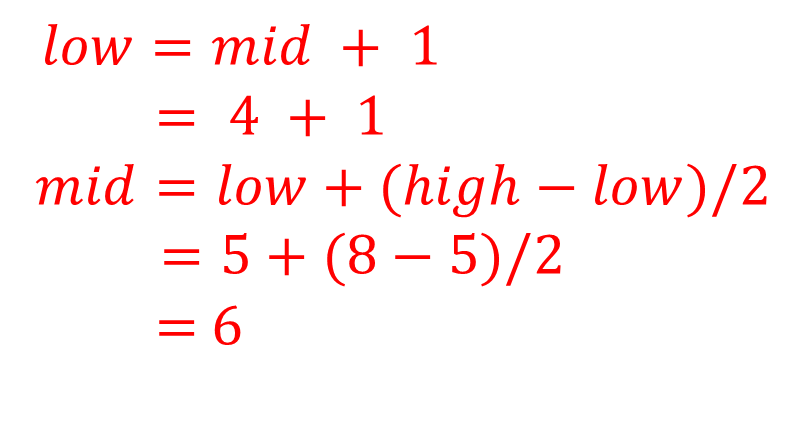 low = mid + 1
= 4 + 1
mid = low + (high − low)/2
= 5 + (8 − 5)/2
= 6